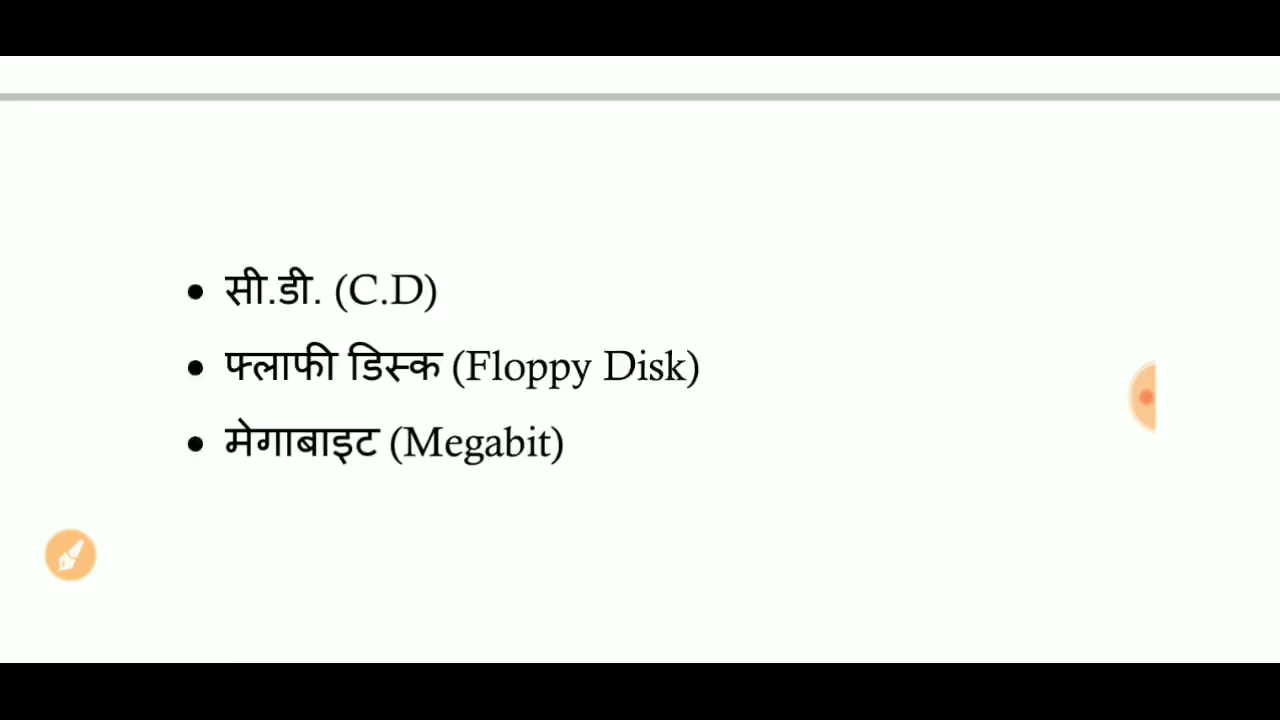 • सी.डी. (C.D)
• फ्लाफी डिस्क (Floppy Disk)
• मेगाबाइट (Megabit)